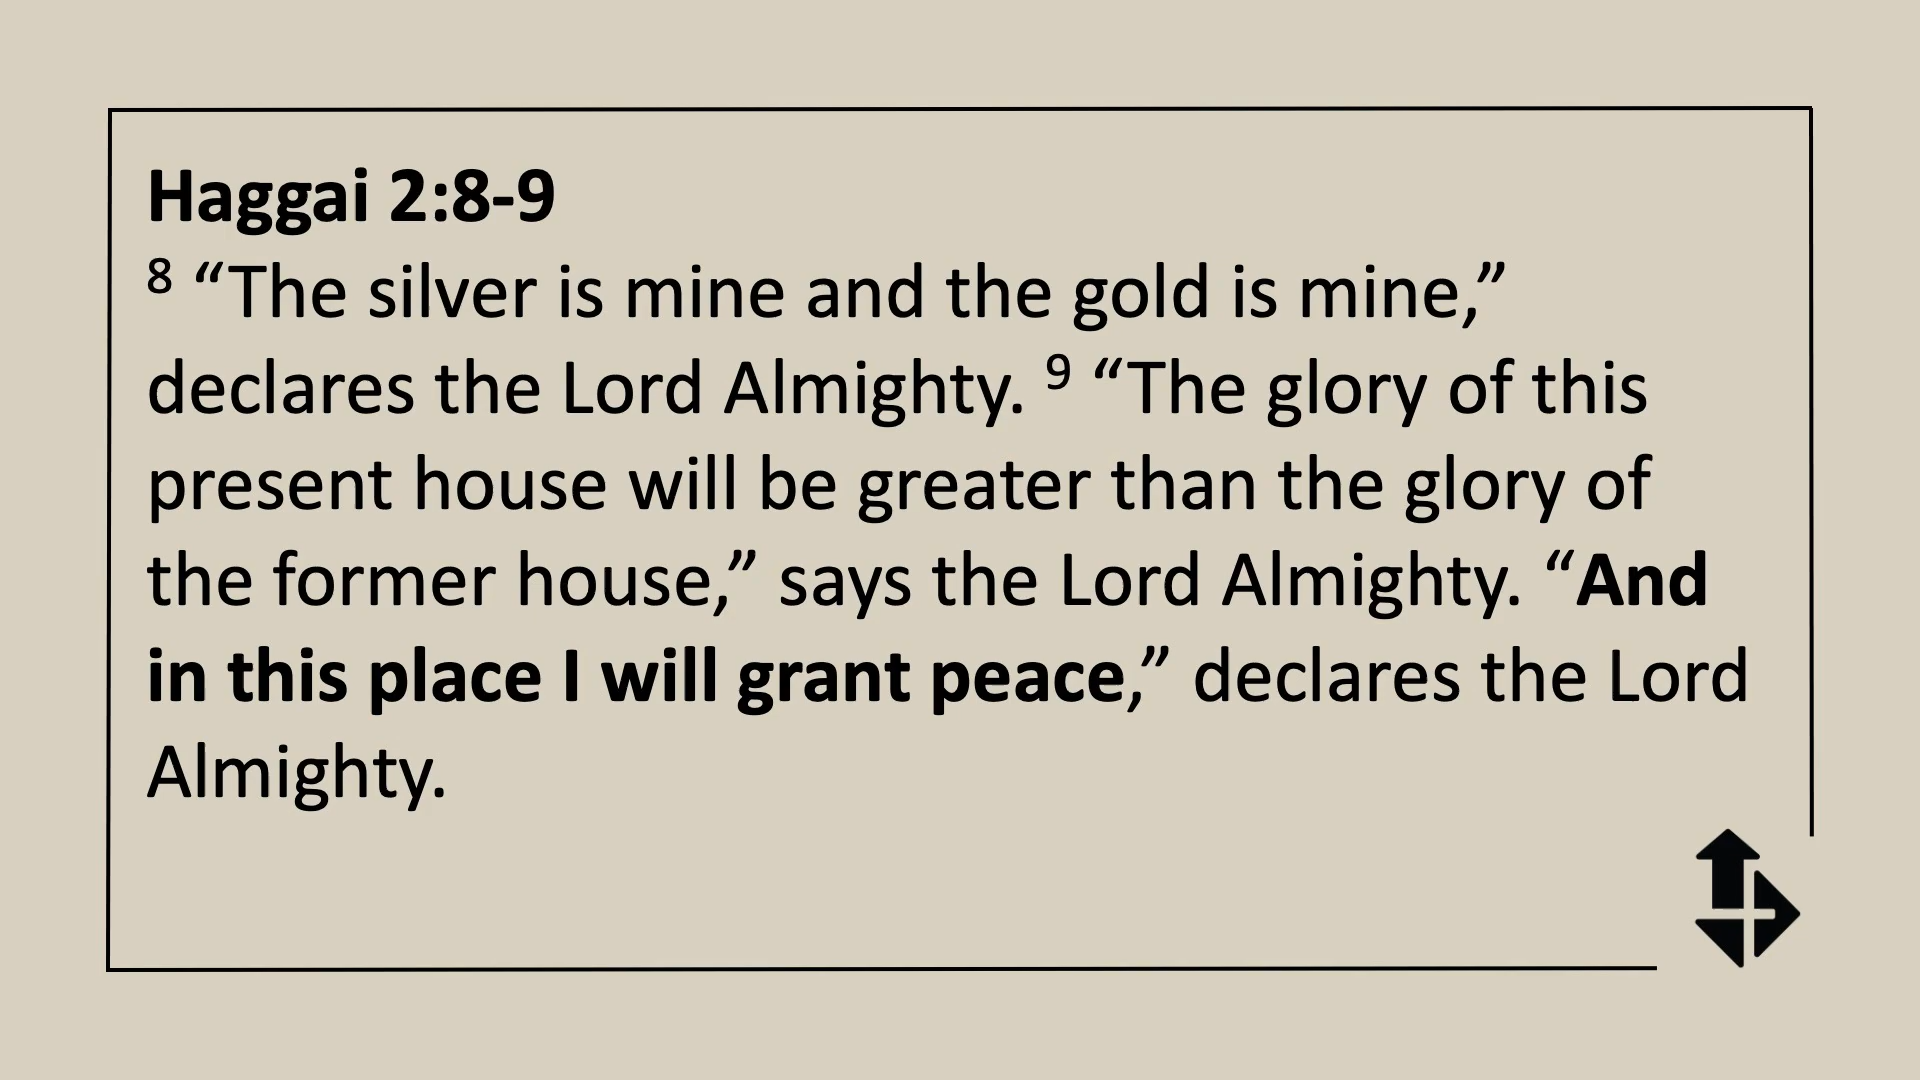 Haggai 2:8-9
8 “The silver is mine and the gold is mine,”
declares the Lord Almighty. 9 “The glory of this
present house will be greater than the glory of
the former house,” says the Lord Almighty. “And
in this place I will grant peace,” declares the Lord
Almighty.